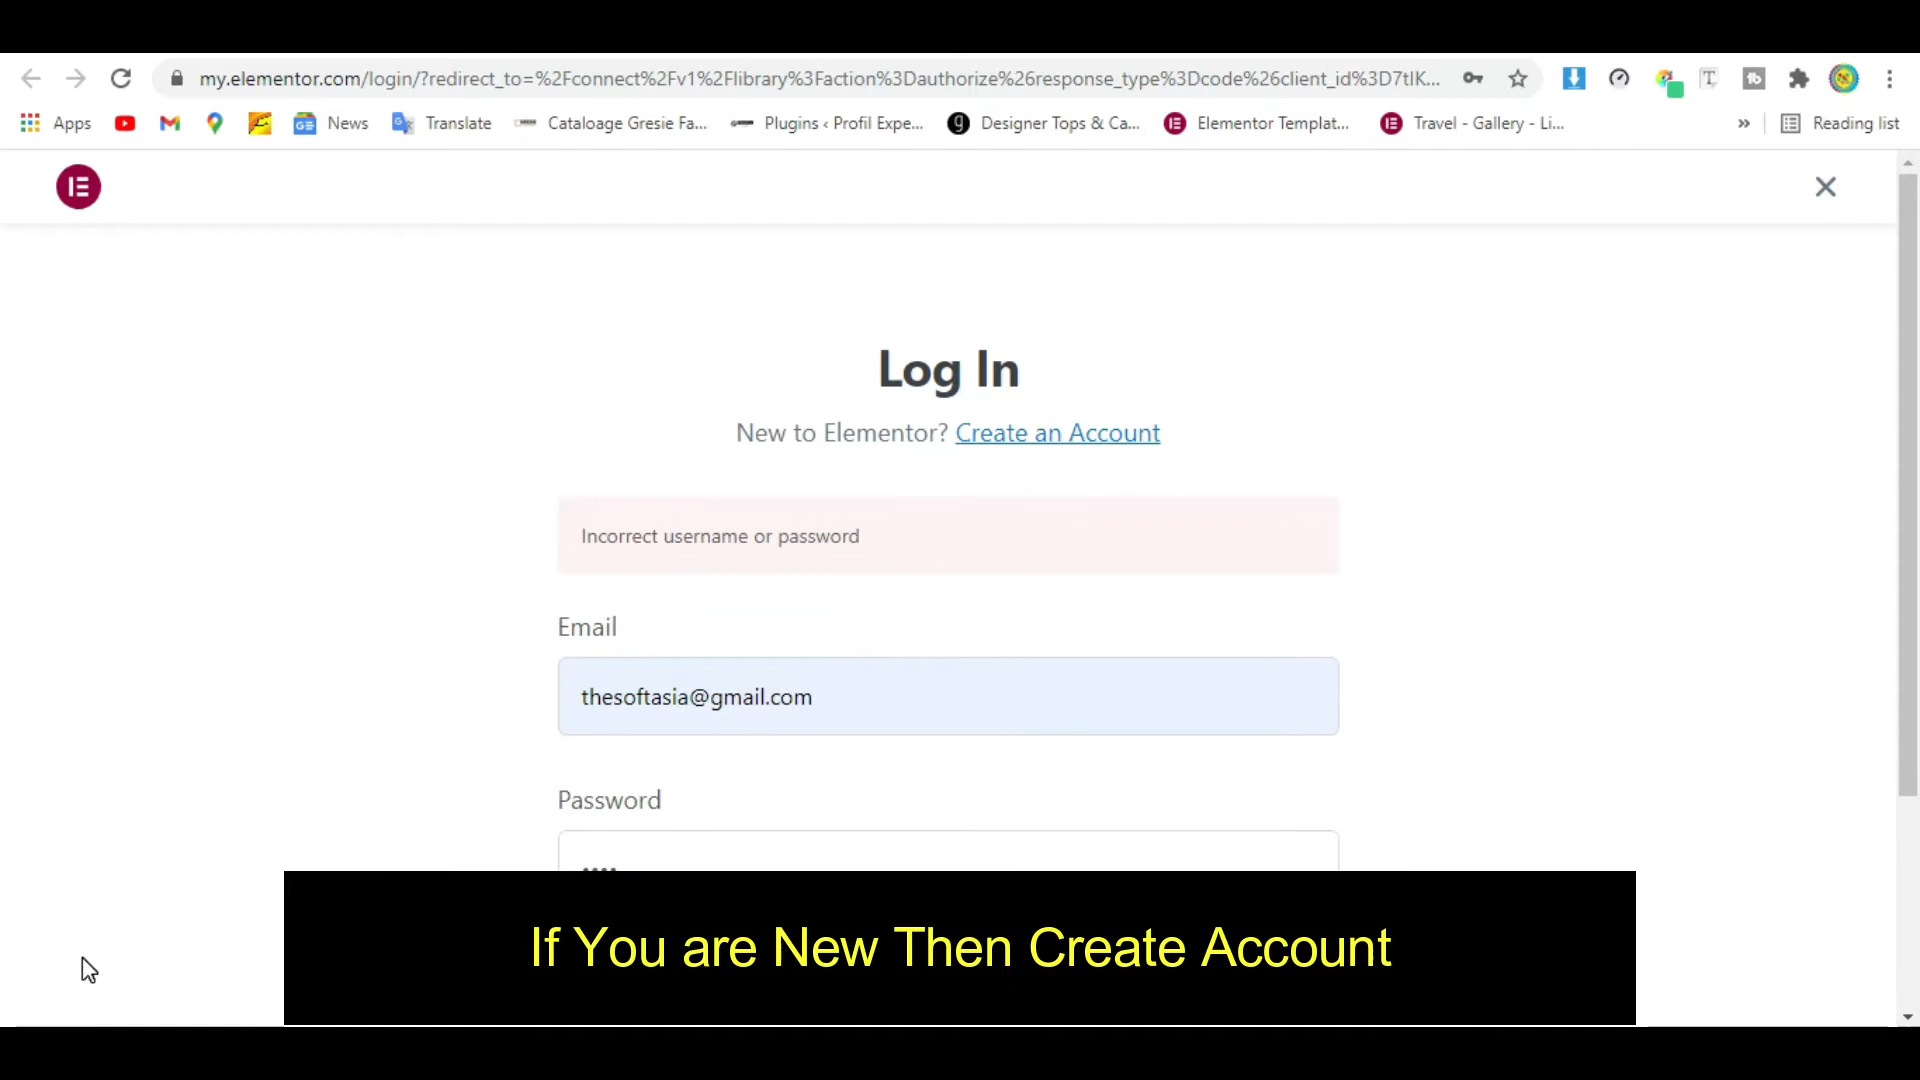 my.elementor.com/login/?redirect_to=%2Fconnect%2Fv1%2Flibrary%3Faction%3Dauthorize%26response_type%3Dcode%26client_id%3D7tIK...
Apps News Translate Cataloage Gresie Fa... Plugins ‹ Profil Expe... Designer Tops & Ca... Elementor Templat... Travel - Gallery - Li... » Reading list
Log In
New to Elementor? Create an Account
Incorrect username or password
Email
thesoftasia@gmail.com
Password
If You are New Then Create Account